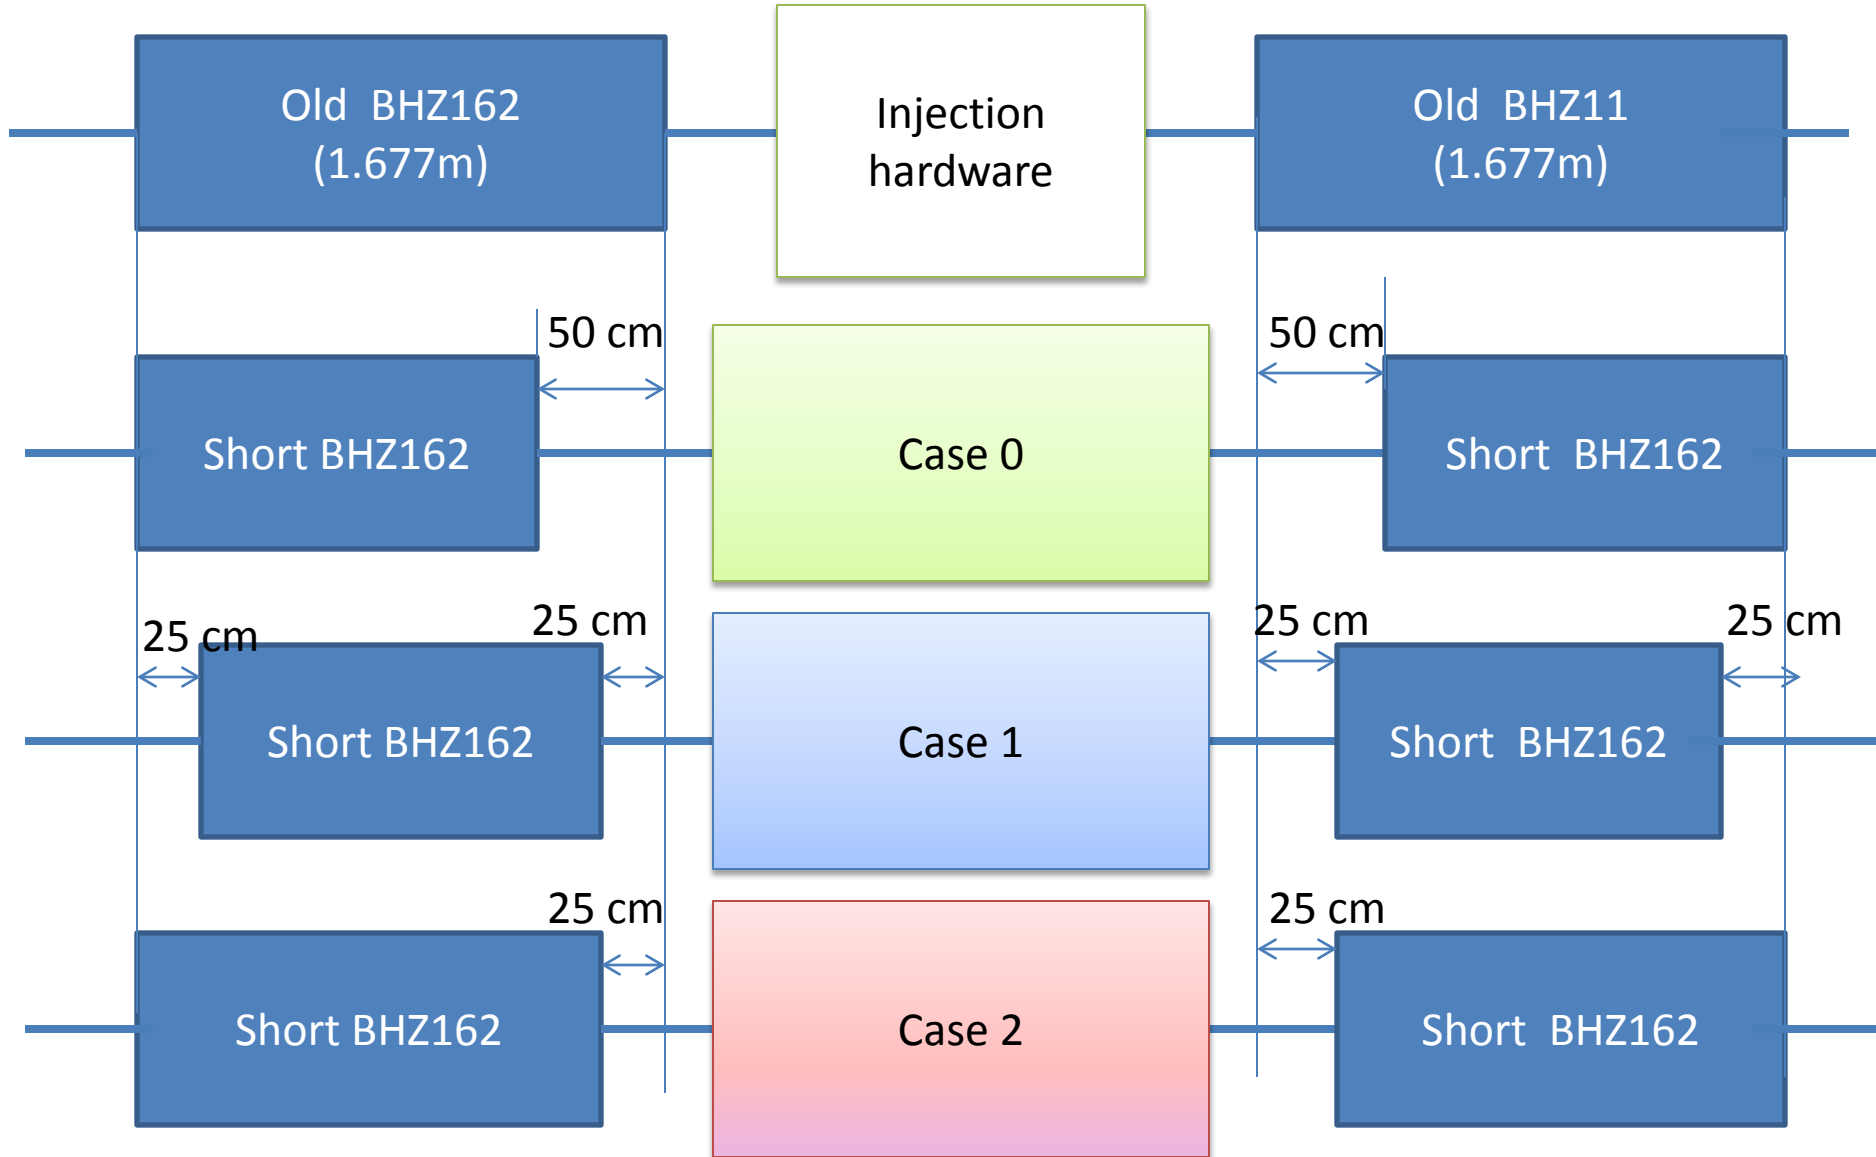 Old  BHZ162
(1.677m)
Injection
hardware
Old  BHZ11
(1.677m)
50 cm
50 cm
Short BHZ162
Case 0
Short  BHZ162
25 cm
25 cm
25 cm
25 cm
Short BHZ162
Case 1
Short  BHZ162
25 cm
25 cm
Short BHZ162
Case 2
Short  BHZ162